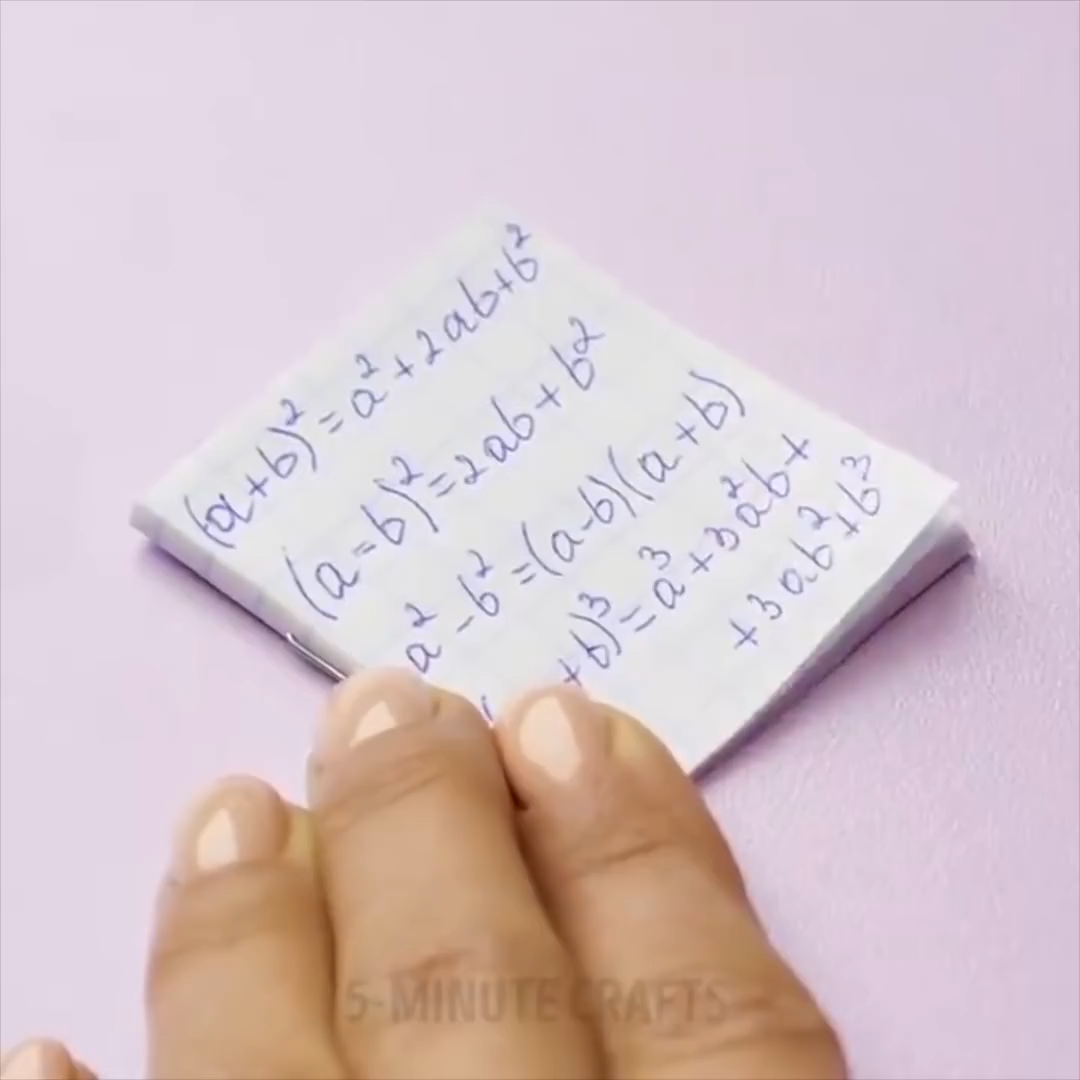 (a+b)²=a²+2ab+b²
(a-b)²=2ab+b²
a²-b²=(a-b)(a+b)
+b)³=a³+3a²b+
+3ab²+b³
5-MINUTE CRAFTS